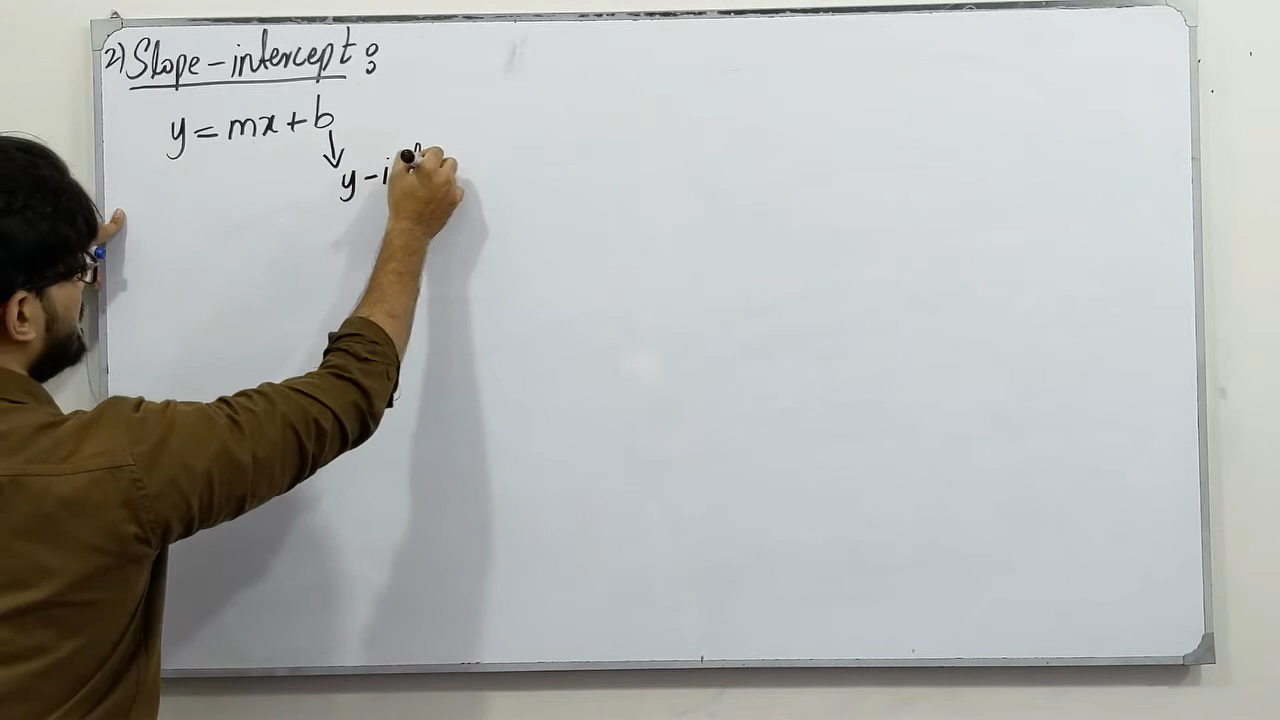 2) Slope-intercept :
y = mx + b
↓
y-i